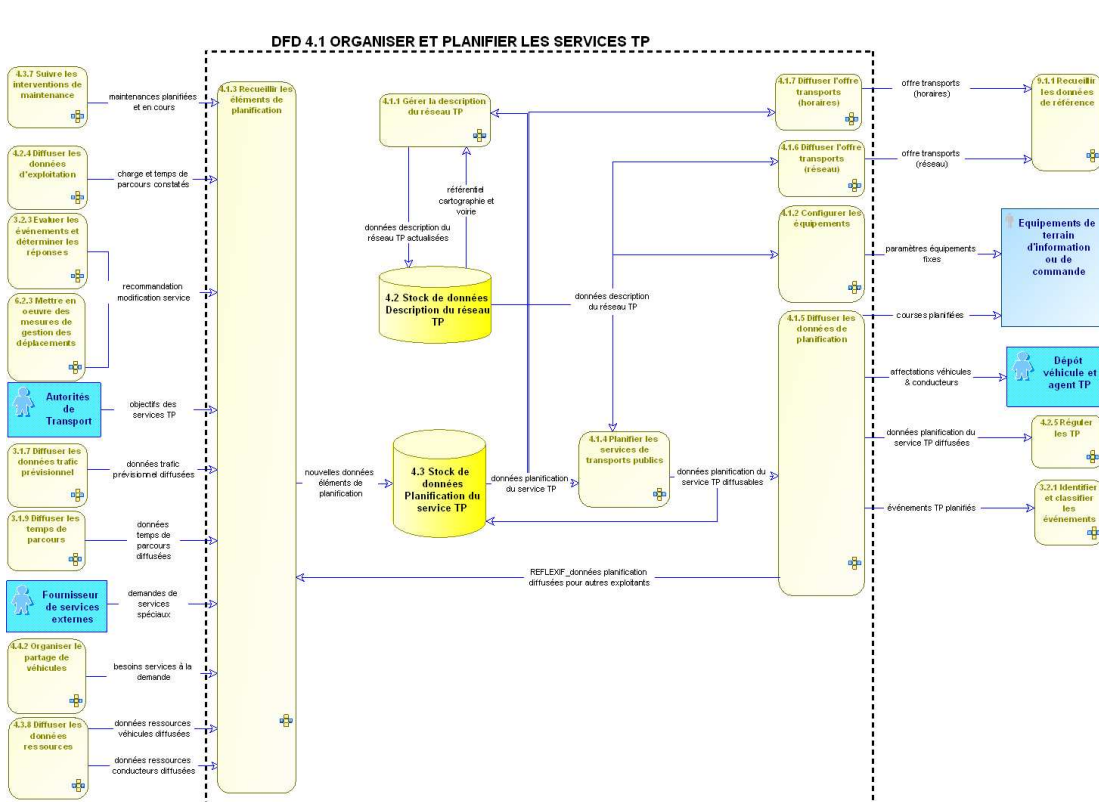 DFD 4.1 ORGANISER ET PLANIFIER LES SERVICES TP
4.3.7 Suivre les
interventions de
maintenance
maintenances planifiées
et en cours
4.2.4 Diffuser les
données
d'exploitation
charge et temps de
parcours constatés
3.2.3 Evaluer les
événements et
déterminer les
réponses
recommandation
modification service
6.2.3 Mettre en
oeuvre des
mesures de
gestion des
déplacements
Autorités
de
Transport
objectifs des
services TP
3.1.7 Diffuser les
données trafic
prévisionnel
données trafic
prévisionnel diffusées
3.1.9 Diffuser les
temps de
parcours
données
temps de
parcours
diffusées
Fournisseur
de services
externes
demandes de
services
spéciaux
4.4.2 Organiser le
partage de
véhicules
besoins services à la
demande
4.3.8 Diffuser les
données
ressources
données ressources
véhicules diffusées
données ressources
conducteurs diffusées
4.1.3 Recueillir les
éléments de
planification
4.1.1 Gérer la description
du réseau TP
référentiel
cartographie et
voirie
données description du
réseau TP actualisées
4.2 Stock de données
Description du réseau
TP
données description
du réseau TP
nouvelles données
éléments de
planification
4.3 Stock de
données
Planification du
service TP
données planification
du service TP
4.1.4 Planifier les
services de
transports publics
données planification du
service TP diffusables
REFLEXIF_données planification
diffusées pour autres exploitants
4.1.7 Diffuser l'offre
transports
(horaires)
4.1.6 Diffuser l'offre
transports
(réseau)
4.1.2 Configurer les
équipements
4.1.5 Diffuser les
données de
planification
offre transports
(horaires)
offre transports
(réseau)
paramètres équipements
fixes
courses planifiées
affectations véhicules
& conducteurs
données planification du
service TP diffusées
événements TP planifiés
9.1.1 Recueillir
les données
de référence
Equipements de
terrain
d'information
ou de
commande
Dépôt
véhicule et
agent TP
4.2.5 Réguler
les TP
3.2.1 Identifier
et classifier
les
événements